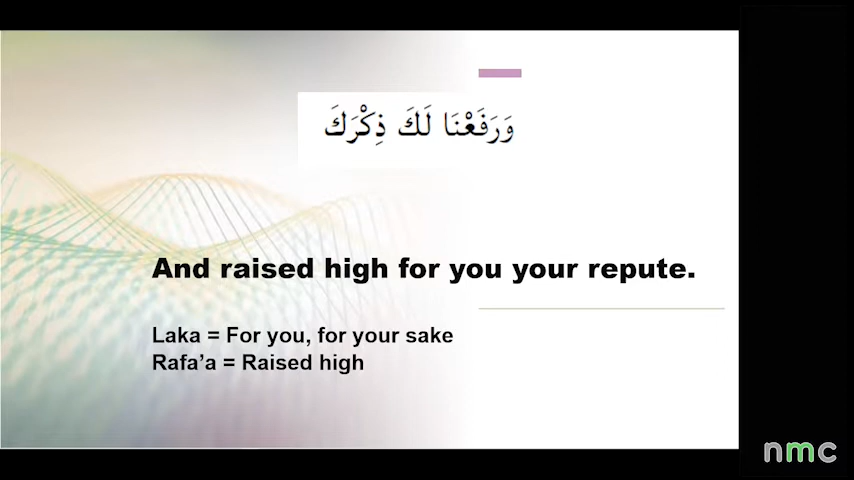 وَرَفَعْنَا لَكَ ذِكْرَكَ
And raised high for you your repute.
Laka = For you, for your sake
Rafa’a = Raised high
nmc